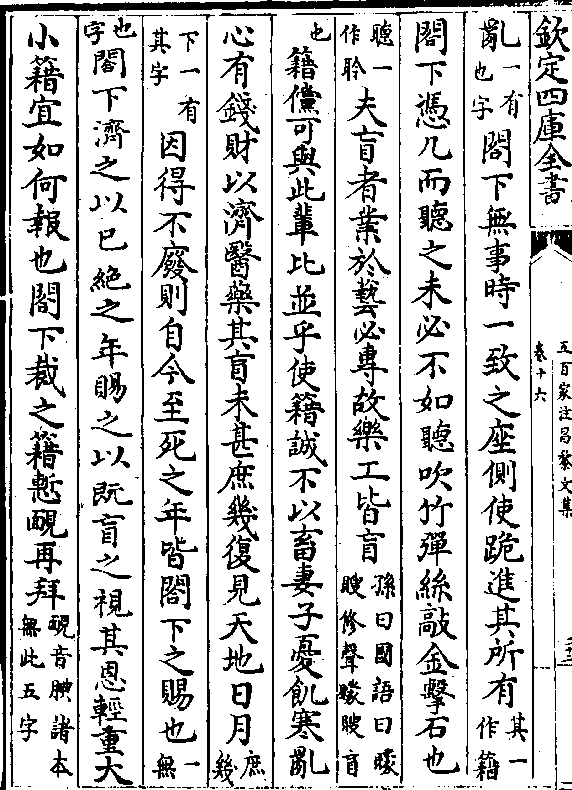 欽定四庫全書
五百家注昌黎文集
卷十六
亂一有也字閤下無事時一致之座側使跪進其所有其一作籍
閤下憑几而聽之未必不如聽吹竹彈絲敲金擊石也
聽一作聆夫盲者業於藝必專故樂工皆盲孫曰國語曰矇瞍修聲矇瞍盲
也籍儻可與此輩比並乎使籍誠不以畜妻子憂飢寒亂
心有錢財以濟醫藥其盲未甚庶幾復見天地日月庶幾
下一有其字因得不廢則自今至死之年皆閤下之賜也一無
也字閤下濟之以已絕之年賜之以既盲之視其恩輕重大
小籍宜如何報也閤下裁之籍慙靦再拜靦音腆諸本無此五字